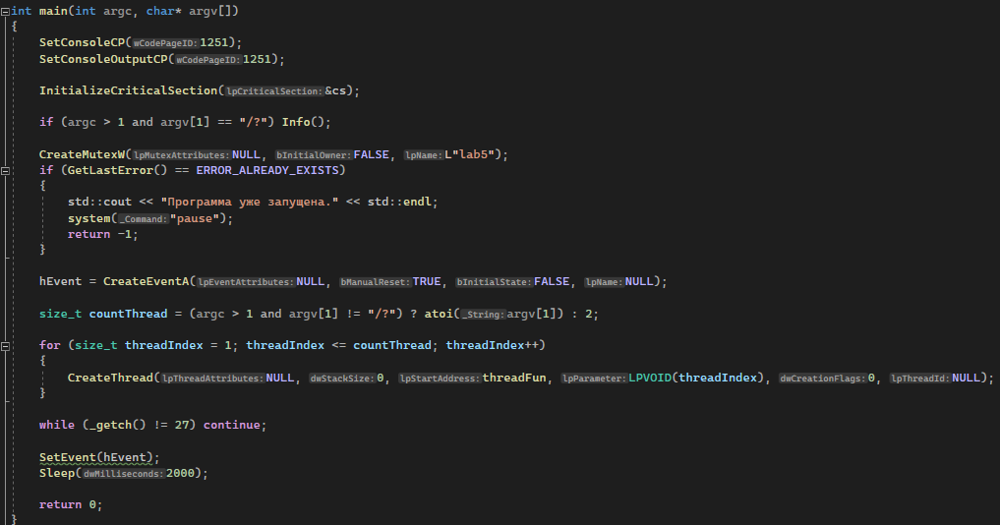 int main(int argc, char* argv[])
{
SetConsoleCP(wCodePageID:1251);
SetConsoleOutputCP(wCodePageID:1251);
InitializeCriticalSection(lpCriticalSection:&cs);
if (argc > 1 and argv[1] == "/?") Info();
CreateMutexW(lpMutexAttributes:NULL, bInitialOwner:FALSE, lpName:L"lab5");
if (GetLastError() == ERROR_ALREADY_EXISTS)
{
std::cout << "Программа уже запущена." << std::endl;
system(_Command:"pause");
return -1;
}
hEvent = CreateEventA(lpEventAttributes:NULL, bManualReset:TRUE, bInitialState:FALSE, lpName:NULL);
size_t countThread = (argc > 1 and argv[1] != "/?") ? atoi(_String:argv[1]) : 2;
for (size_t threadIndex = 1; threadIndex <= countThread; threadIndex++)
{
CreateThread(lpThreadAttributes:NULL, dwStackSize:0, lpStartAddress:threadFun, lpParameter:LPVOID(threadIndex), dwCreationFlags:0, lpThreadId:NULL);
}
while (_getch() != 27) continue;
SetEvent(hEvent);
Sleep(dwMilliseconds:2000);
return 0;
}